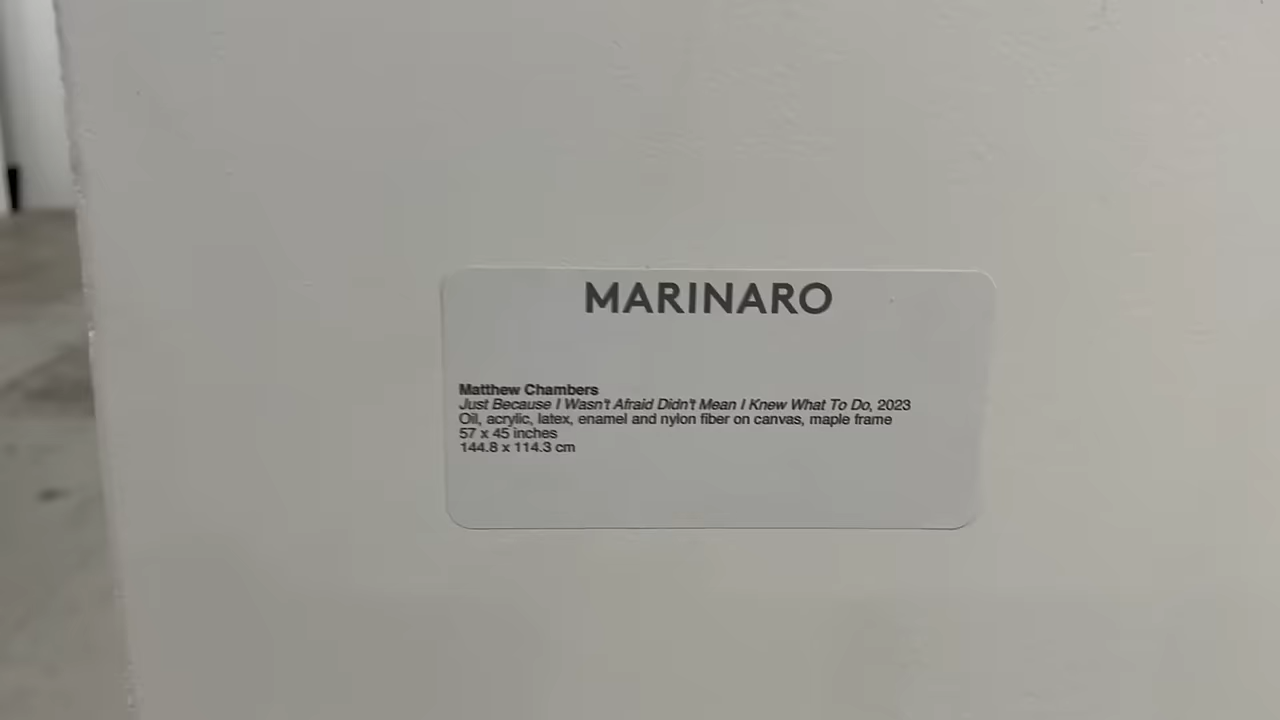 MARINARO
Matthew Chambers
Just Because I Wasn't Afraid Didn't Mean I Knew What To Do, 2023
Oil, acrylic, latex, enamel and nylon fiber on canvas, maple frame
57 x 45 inches
144.8 x 114.3 cm